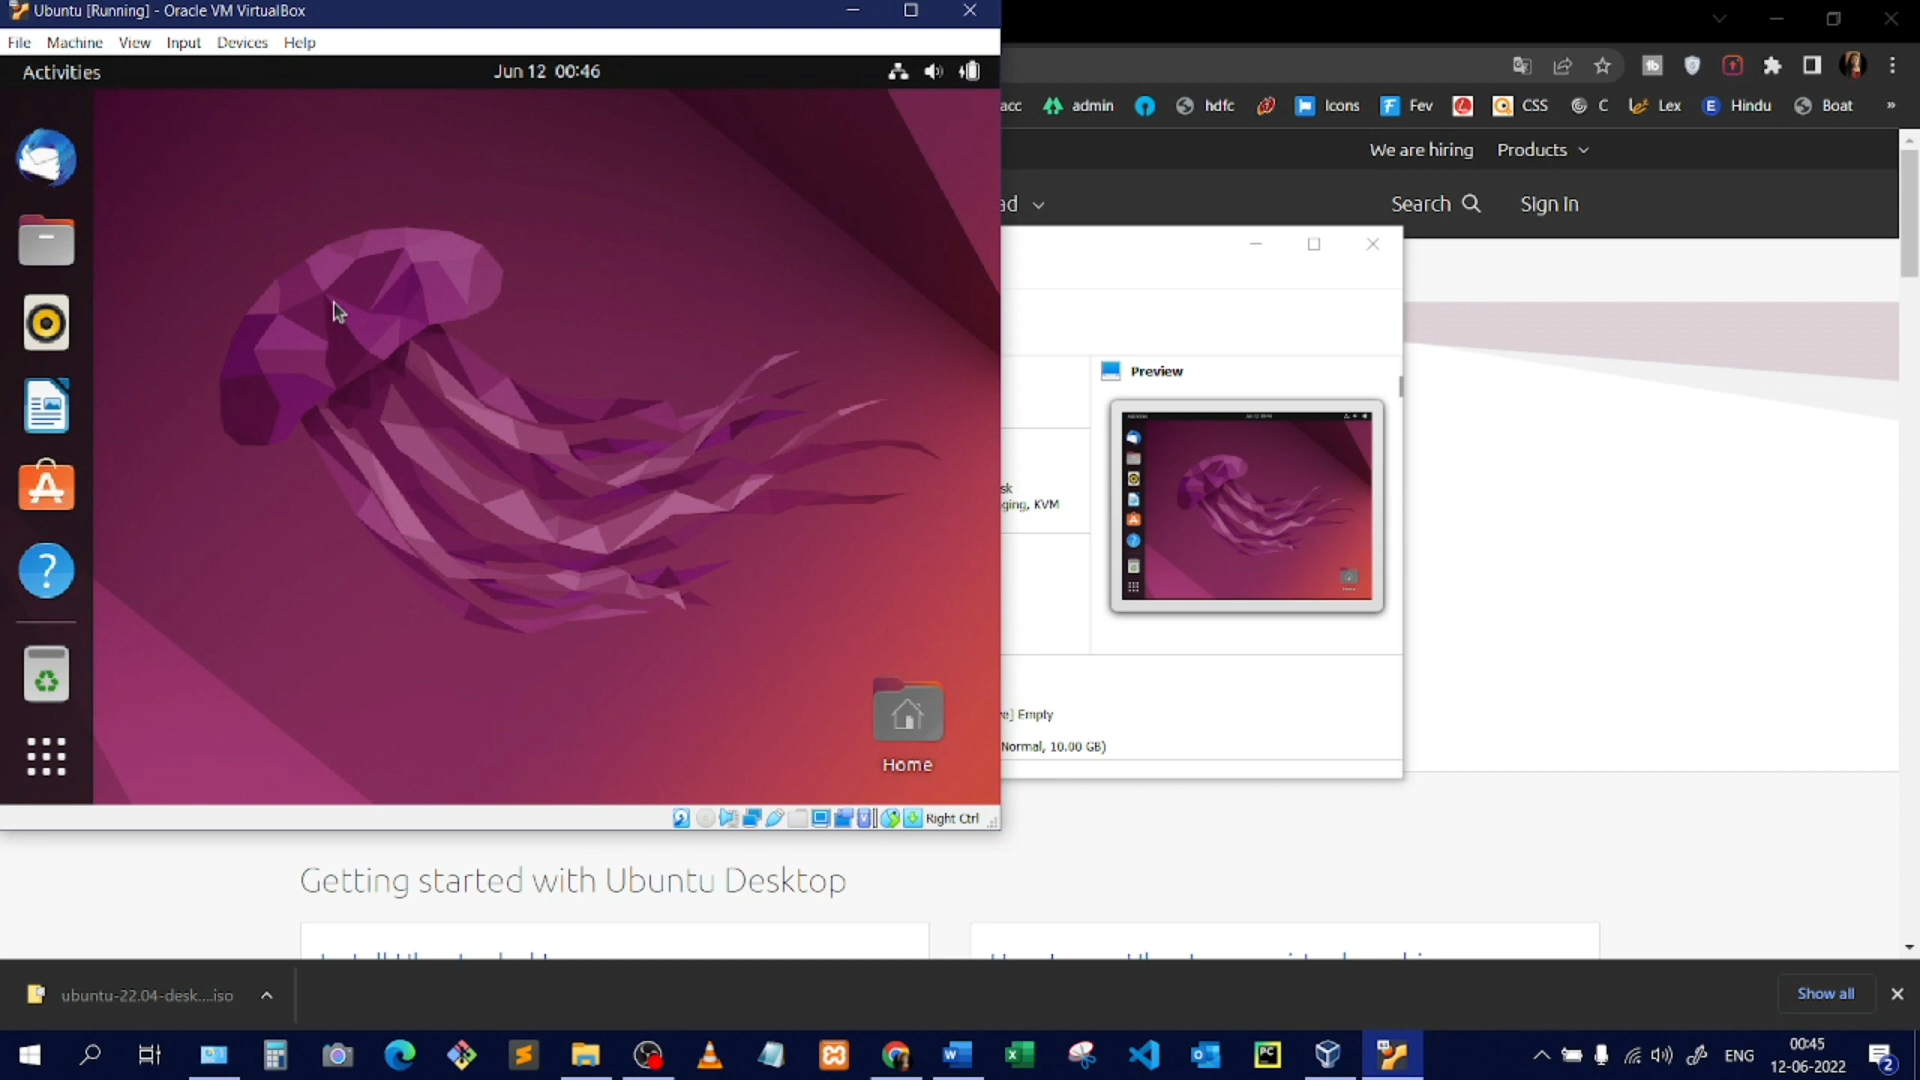 Ubuntu [Running] - Oracle VM VirtualBox
File Machine View Input Devices Help
Activities
Jun 12 00:46
acc admin hdfc Icons Fev CSS C Lex Hindu Boat »
We are hiring Products
ad Search Sign in
Preview
sk
ging, KVM
Empty
Normal, 10.00 GB)
Home
Right Ctrl
Getting started with Ubuntu Desktop
ubuntu-22.04-desk....iso
Show all
ENG
00:45
12-06-2022
2